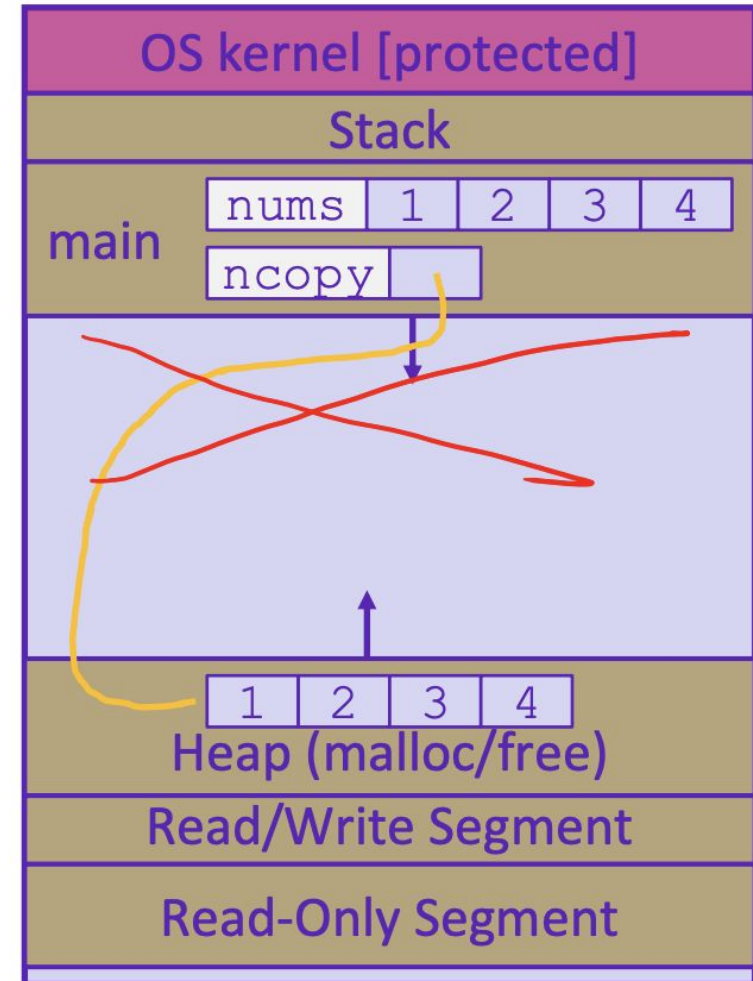 OS kernel [protected]
Stack
main nums 1 2 3 4
ncopy
1 2 3 4
Heap (malloc/free)
Read/Write Segment
Read-Only Segment